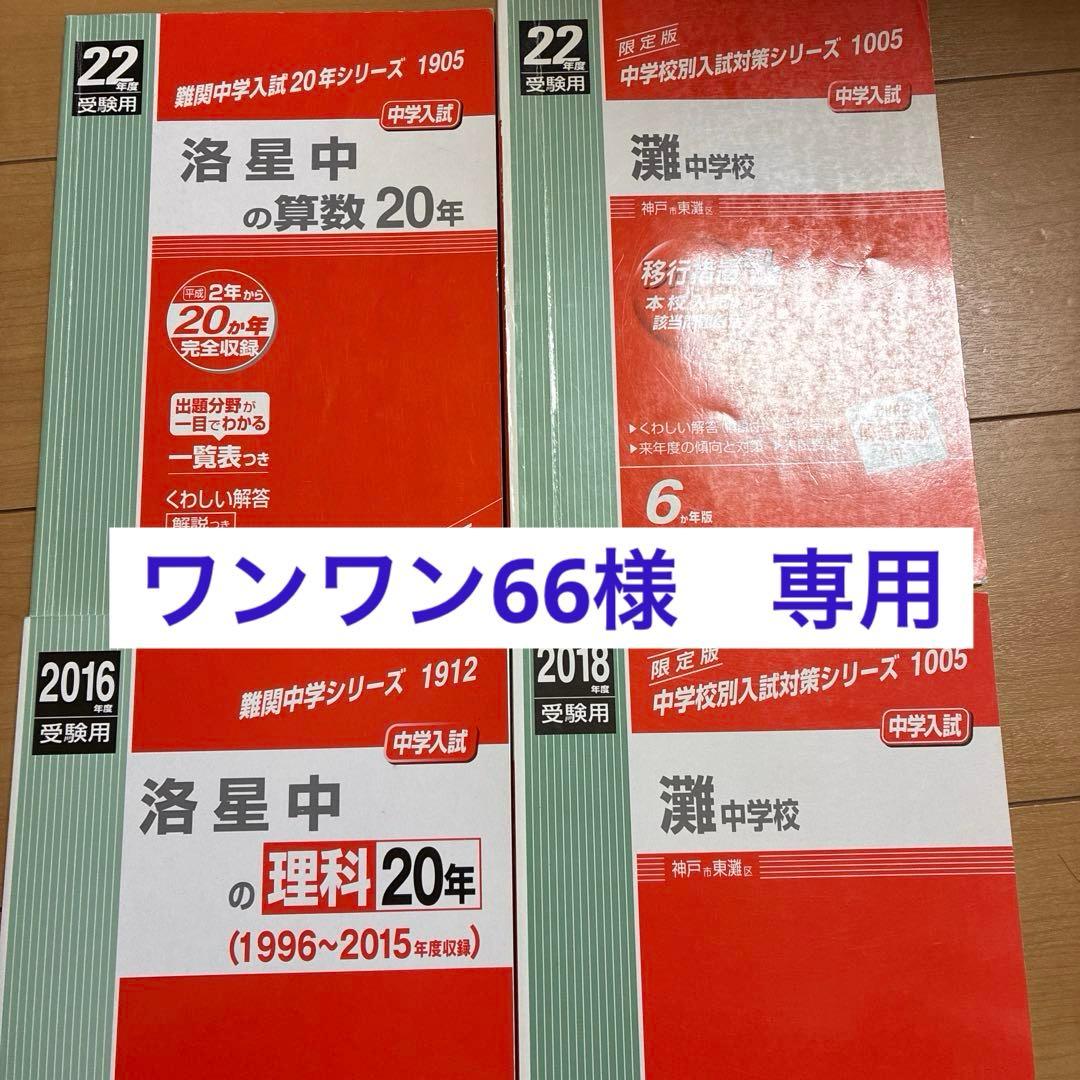 22年度
受験用
難関中学入試20年シリーズ 1905
中学入試
洛星中
の算数20年
平成2年から
20か年
完全収録
出題分野が
一目でわかる
一覧表つき
くわしい解答
解説つき
22年度
受験用
限定版
中学校別入試対策シリーズ 1005
中学入試
灘中学校
神戸市東灘区
本校入
▶くわしい解答
▶来年度の傾向と対策
6か年版
ワンワン66様　専用
2016年度
受験用
難関中学シリーズ 1912
中学入試
洛星中
の理科20年
(1996~2015年度収録)
2018年度
受験用
限定版
中学校別入試対策シリーズ 1005
中学入試
灘中学校
神戸市東灘区